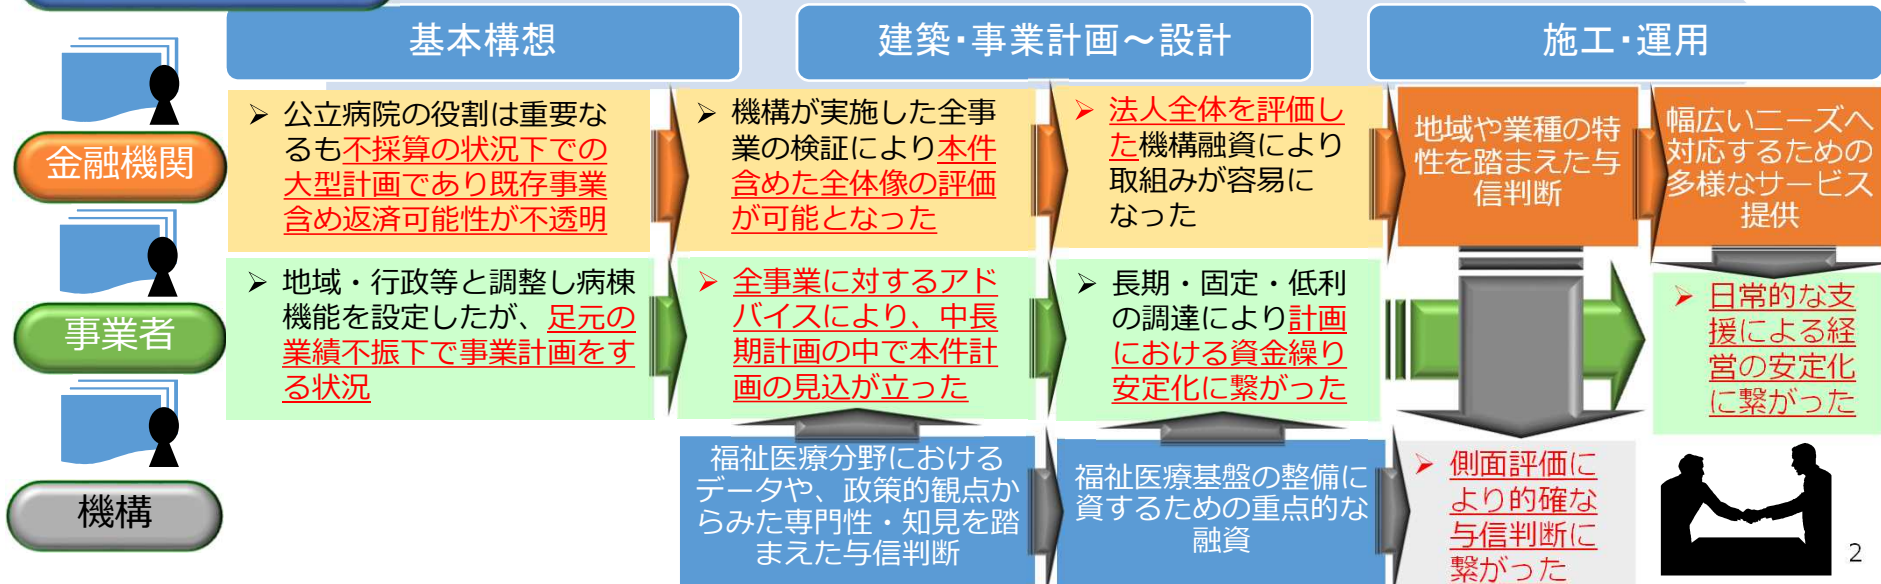 基本構想
建築・事業計画～設計
施工・運用
金融機関
➢ 公立病院の役割は重要な
るも不採算の状況下での
大型計画であり既存事業
含め返済可能性が不透明
➢ 機構が実施した全事
業の検証により本件
含めた全体像の評価
が可能となった
➢ 法人全体を評価し
た機構融資により
取組みが容易に
なった
地域や業種の特
性を踏まえた与
信判断
幅広いニーズへ
対応するための
多様なサービス
提供
事業者
➢ 地域・行政等と調整し病棟
機能を設定したが、足元の
業績不振下で事業計画をす
る状況
➢ 全事業に対するアド
バイスにより、中長
期計画の中で本件計
画の見込が立った
➢ 長期・固定・低利
の調達により計画
における資金繰り
安定化に繋がった
➢ 日常的な支
援による経
営の安定化
に繋がった
機構
福祉医療分野における
データや、政策的観点か
らみた専門性・知見を踏
まえた与信判断
福祉医療基盤の整備に
資するための重点的な
融資
➢ 側面評価に
より的確な
与信判断に
繋がった
2